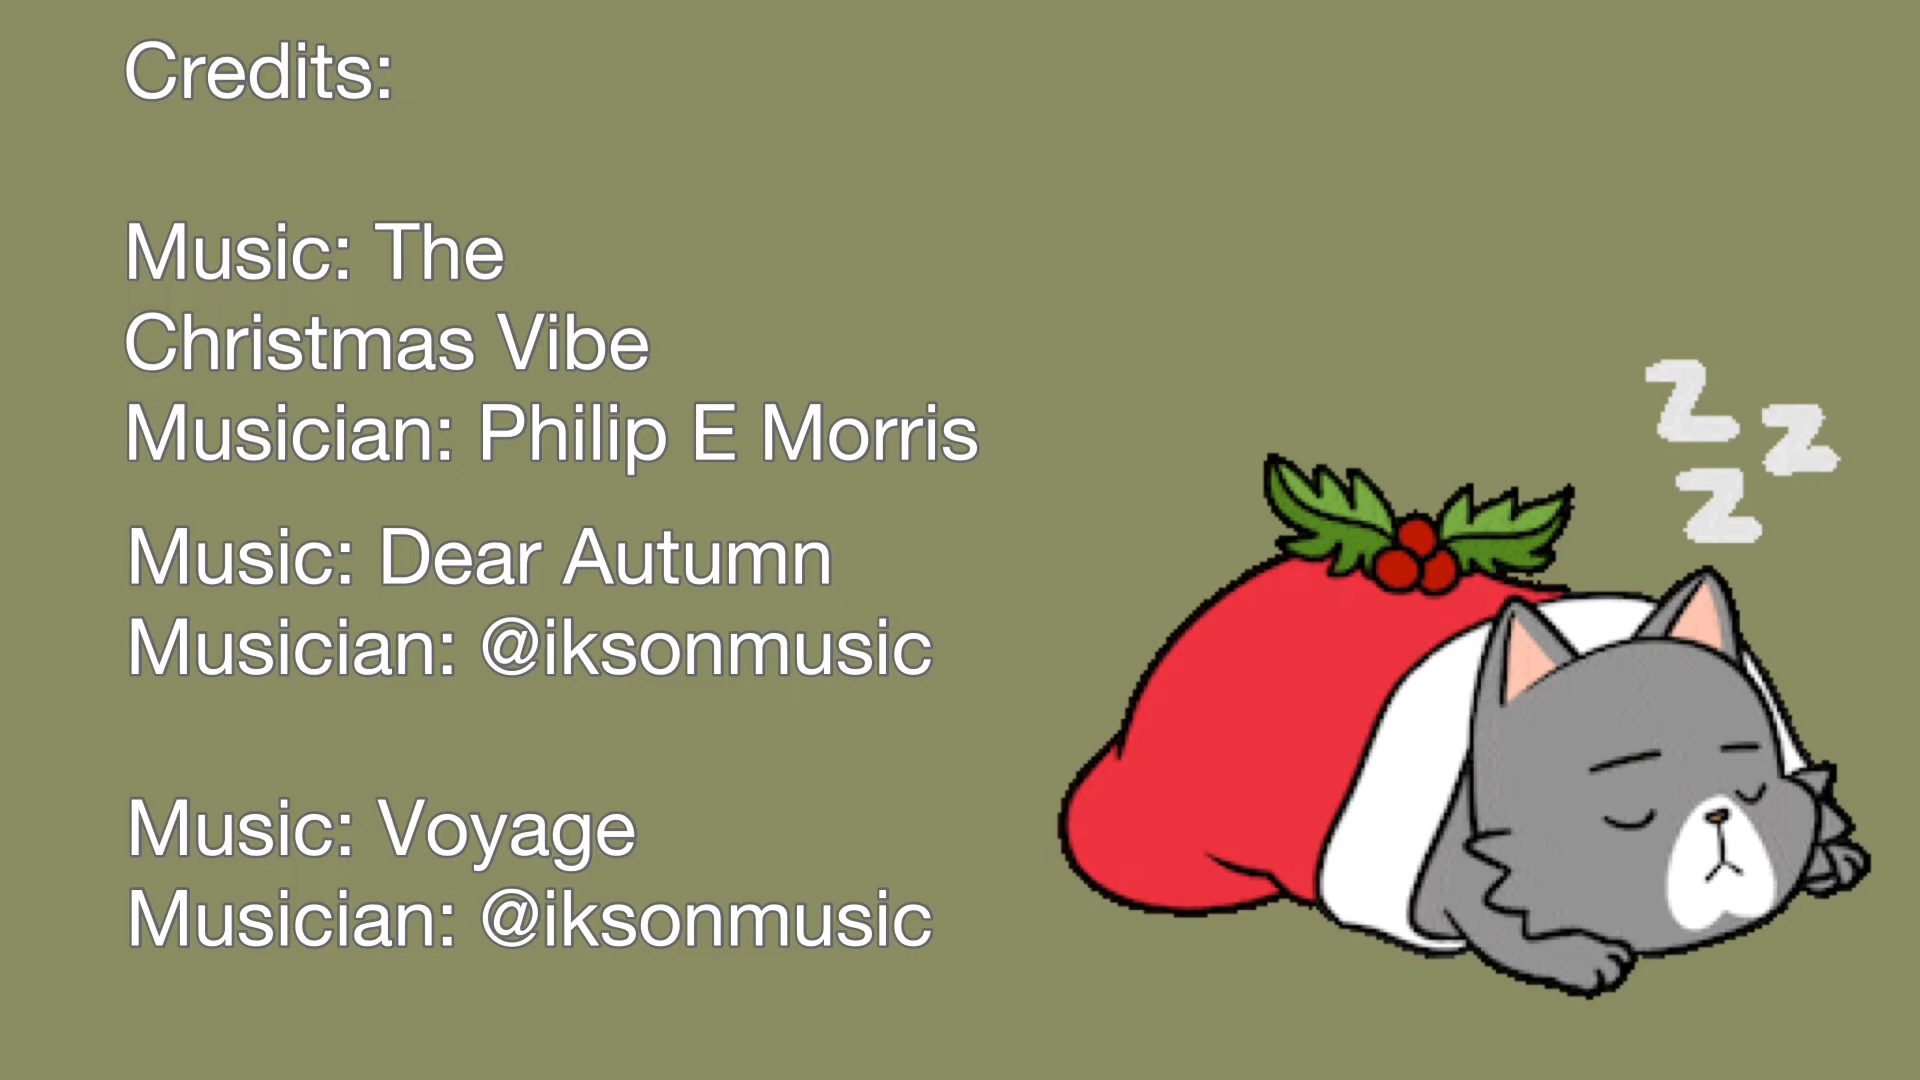 Credits:
Music: The
Christmas Vibe
Musician: Philip E Morris
Music: Dear Autumn
Musician: @iksonmusic
Music: Voyage
Musician: @iksonmusic
Z
Z
Z